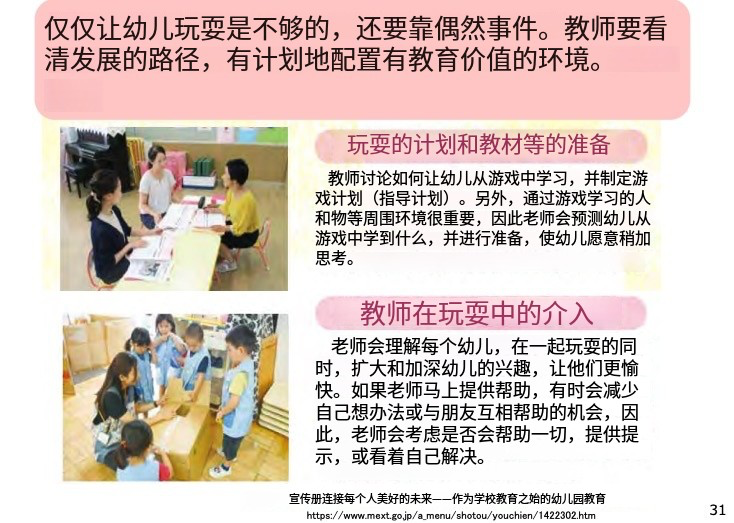 仅仅让幼儿玩耍是不够的，还要靠偶然事件。教师要看
清发展的路径，有计划地配置有教育价值的环境。
玩耍的计划和教材等的准备
教师讨论如何让幼儿从游戏中学习，并制定游
戏计划（指导计划）。另外，通过游戏学习的人
和物等周围环境很重要，因此老师会预测幼儿从
游戏中学到什么，并进行准备，使幼儿愿意稍加
思考。
教师在玩耍中的介入
老师会理解每个幼儿，在一起玩耍的同
时，扩大和加深幼儿的兴趣，让他们更愉
快。如果老师马上提供帮助，有时会减少
自己想办法或与朋友互相帮助的机会，因
此，老师会考虑是否会帮助一切，提供提
示，或看着自己解决。
宣传册连接每个人美好的未来——作为学校教育之始的幼儿园教育
https://www.mext.go.jp/a_menu/shotou/youchien/1422302.htm
31